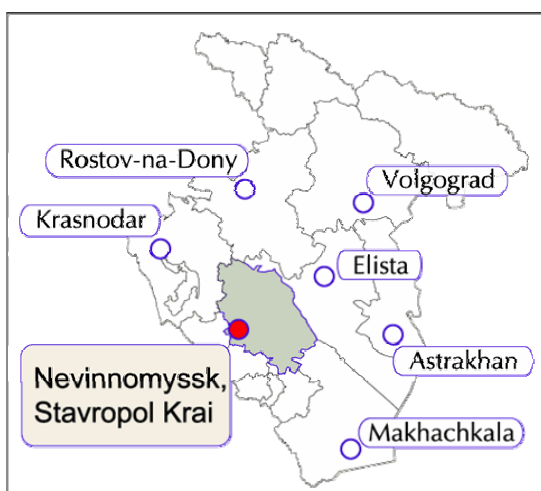 Rostov-na-Dony
Volgograd
Krasnodar
Elista
Nevinnomyssk,
Stavropol Krai
Astrakhan
Makhachkala